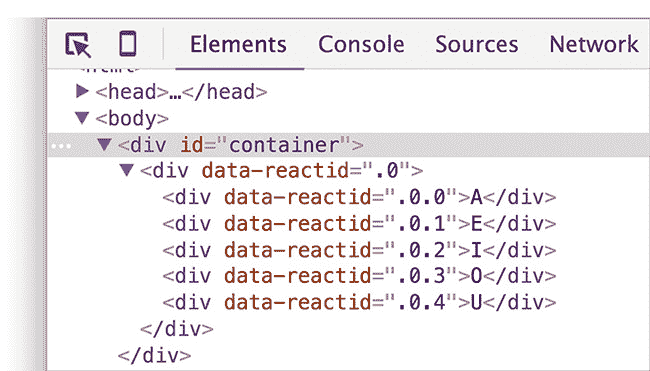 Elements Console Sources Network
<html>
▶ <head>…</head>
▼ <body>
… ▼ <div id="container">
▼ <div data-reactid=".0">
<div data-reactid=".0.0">A</div>
<div data-reactid=".0.1">E</div>
<div data-reactid=".0.2">I</div>
<div data-reactid=".0.3">O</div>
<div data-reactid=".0.4">U</div>
</div>
</div>